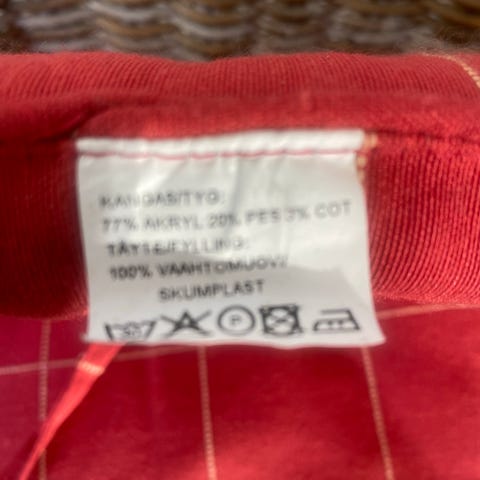 KANGAS/TYG:
77% AKRYL 20% PES 3% COT
TÄYTE/FYLLING:
100% VAAHTOMUOVI/
SKUMPLAST
P